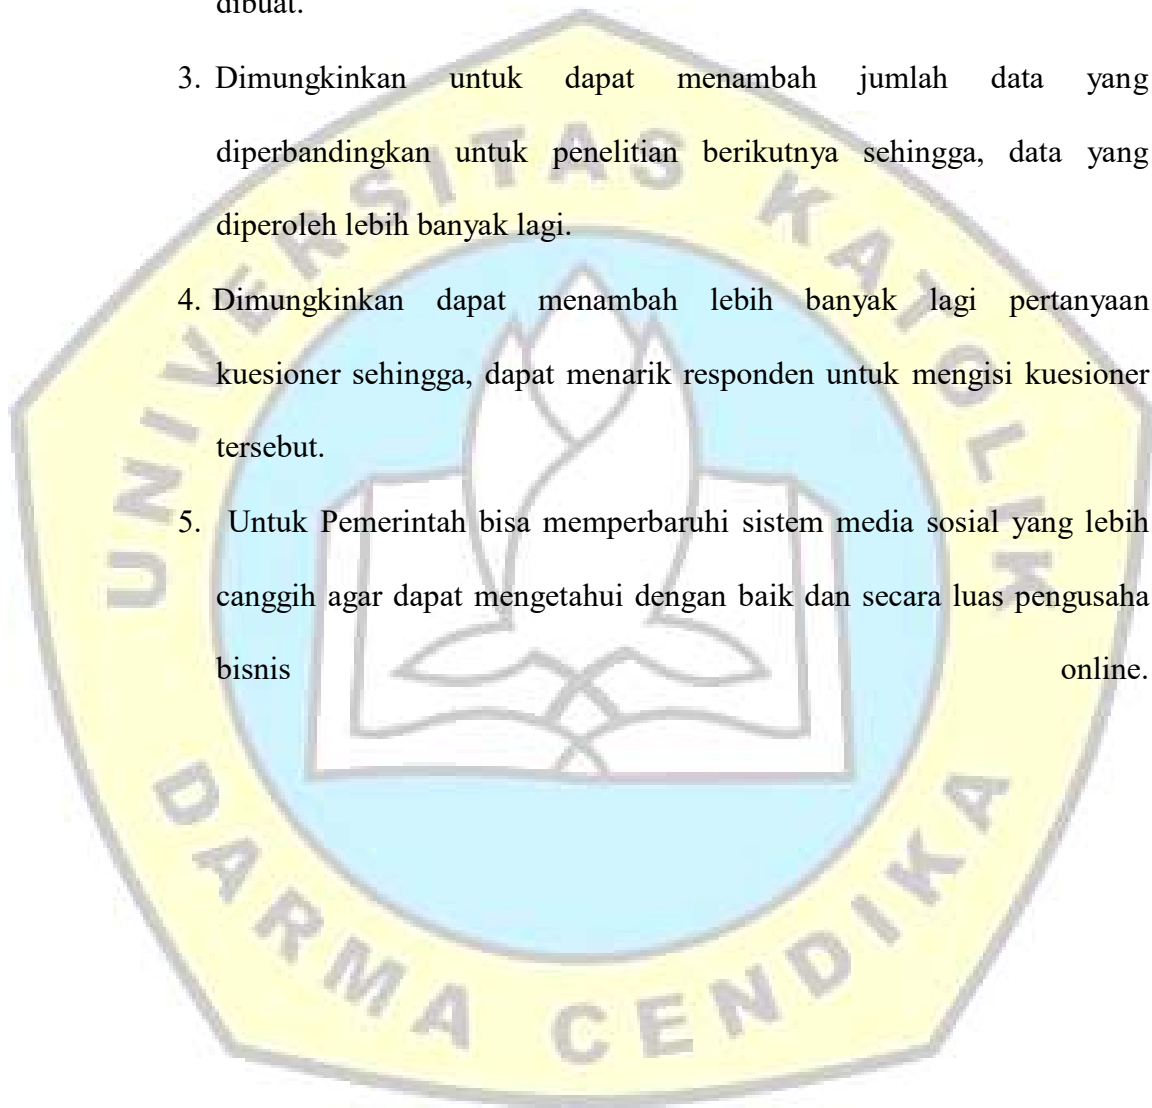 dibuat.
3. Dimungkinkan untuk dapat menambah jumlah data yang
diperbandingkan untuk penelitian berikutnya sehingga, data yang
diperoleh lebih banyak lagi.
4. Dimungkinkan dapat menambah lebih banyak lagi pertanyaan
kuesioner sehingga, dapat menarik responden untuk mengisi kuesioner
tersebut.
5. Untuk Pemerintah bisa memperbaruhi sistem media sosial yang lebih
canggih agar dapat mengetahui dengan baik dan secara luas pengusaha
bisnis online.
UNIVERSITAS KATOLIK
DARMA CENDIKA